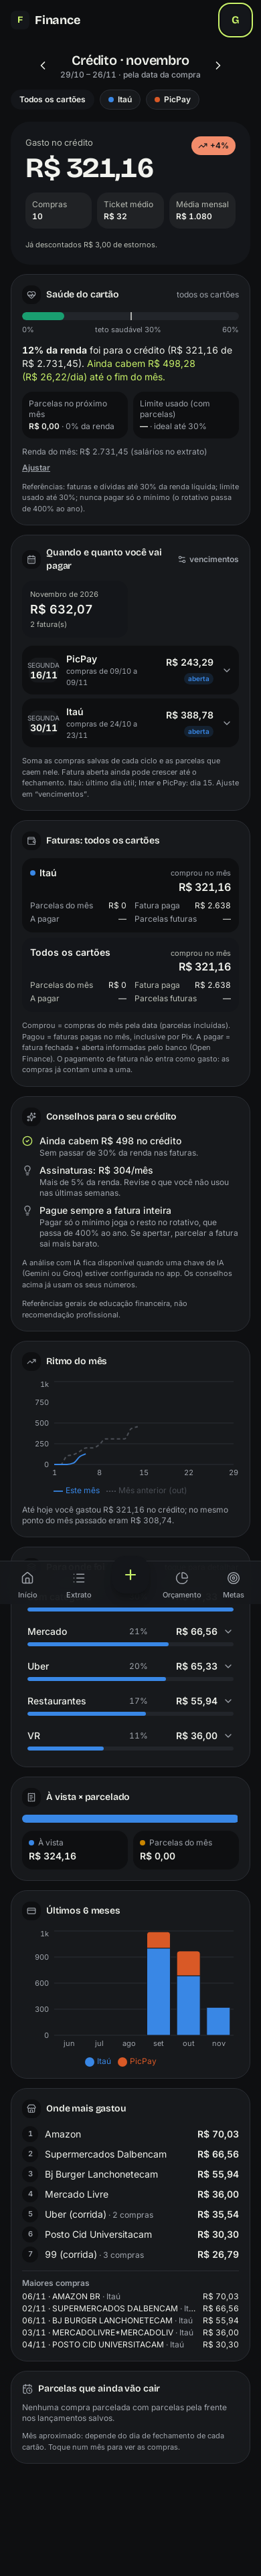 F Finance
G
Crédito · novembro
29/10 – 26/11 · pela data da compra
Todos os cartões
Itaú
PicPay
Gasto no crédito
+4%
R$ 321,16
Compras
10
Ticket médio
R$ 32
Média mensal
R$ 1.080
Já descontados R$ 3,00 de estornos.
Saúde do cartão
todos os cartões
0%
teto saudável 30%
60%
12% da renda foi para o crédito (R$ 321,16 de
R$ 2.731,45). Ainda cabem R$ 498,28
(R$ 26,22/dia) até o fim do mês.
Parcelas no próximo
mês
R$ 0,00 · 0% da renda
Limite usado (com
parcelas)
— · ideal até 30%
Renda do mês: R$ 2.731,45 (salários no extrato)
Ajustar
Referências: faturas e dívidas até 30% da renda líquida; limite
usado até 30%; nunca pagar só o mínimo (o rotativo passa
de 400% ao ano).
Quando e quanto você vai
pagar
vencimentos
Novembro de 2026
R$ 632,07
2 fatura(s)
SEGUNDA
16/11
PicPay
compras de 09/10 a
09/11
R$ 243,29
aberta
SEGUNDA
30/11
Itaú
compras de 24/10 a
23/11
R$ 388,78
aberta
Soma as compras salvas de cada ciclo e as parcelas que
caem nele. Fatura aberta ainda pode crescer até o
fechamento. Itaú: último dia útil; Inter e PicPay: dia 15. Ajuste
em “vencimentos”.
Faturas: todos os cartões
Itaú
comprou no mês
R$ 321,16
Parcelas do mês R$ 0
Fatura paga R$ 2.638
A pagar —
Parcelas futuras —
Todos os cartões
comprou no mês
R$ 321,16
Parcelas do mês R$ 0
Fatura paga R$ 2.638
A pagar —
Parcelas futuras —
Comprou = compras do mês pela data (parcelas incluídas).
Pagou = faturas pagas no mês, inclusive por Pix. A pagar =
fatura fechada + aberta informadas pelo banco (Open
Finance). O pagamento de fatura não entra como gasto: as
compras já contam uma a uma.
Conselhos para o seu crédito
Ainda cabem R$ 498 no crédito
Sem passar de 30% da renda nas faturas.
Assinaturas: R$ 304/mês
Mais de 5% da renda. Revise o que você não usou
nas últimas semanas.
Pague sempre a fatura inteira
Pagar só o mínimo joga o resto no rotativo, que
passa de 400% ao ano. Se apertar, parcelar a fatura
sai mais barato.
A análise com IA fica disponível quando uma chave de IA
(Gemini ou Groq) estiver configurada no app. Os conselhos
acima já usam os seus números.
Referências gerais de educação financeira, não
recomendação profissional.
Ritmo do mês
1k
750
500
250
0
1 8 15 22 29
Este mês
Mês anterior (out)
Até hoje você gastou R$ 321,16 no crédito; no mesmo
ponto do mês passado eram R$ 308,74.
Início
Extrato
Orçamento
Metas
Mercado 21% R$ 66,56
Uber 20% R$ 65,33
Restaurantes 17% R$ 55,94
VR 11% R$ 36,00
À vista × parcelado
À vista
R$ 324,16
Parcelas do mês
R$ 0,00
Últimos 6 meses
1k
900
600
300
0
jun jul ago set out nov
Itaú
PicPay
Onde mais gastou
1 Amazon R$ 70,03
2 Supermercados Dalbencam R$ 66,56
3 Bj Burger Lanchonetecam R$ 55,94
4 Mercado Livre R$ 36,00
5 Uber (corrida) · 2 compras R$ 35,54
6 Posto Cid Universitacam R$ 30,30
7 99 (corrida) · 3 compras R$ 26,79
Maiores compras
06/11 · AMAZON BR · Itaú R$ 70,03
02/11 · SUPERMERCADOS DALBENCAM · It... R$ 66,56
06/11 · BJ BURGER LANCHONETECAM · Itaú R$ 55,94
03/11 · MERCADOLIVRE*MERCADOLIV · Itaú R$ 36,00
04/11 · POSTO CID UNIVERSITACAM · Itaú R$ 30,30
Parcelas que ainda vão cair
Nenhuma compra parcelada com parcelas pela frente
nos lançamentos salvos.
Mês aproximado: depende do dia de fechamento de cada
cartão. Toque num mês para ver as compras.